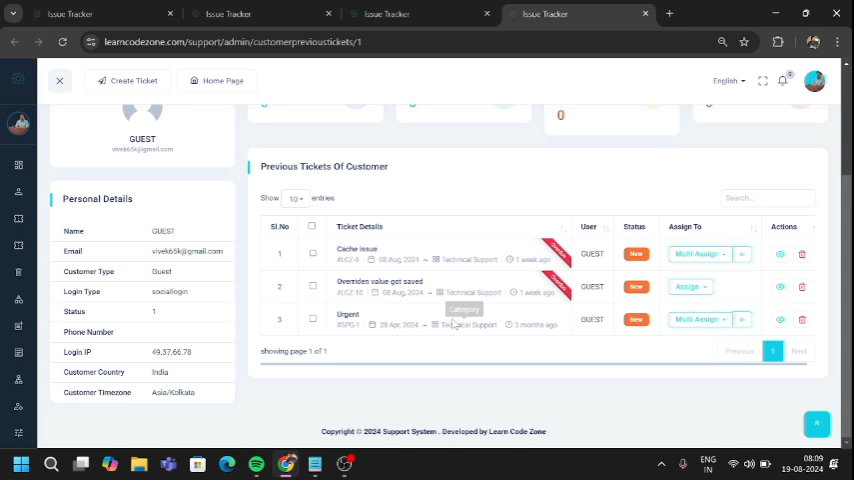 Issue Tracker
Issue Tracker
Issue Tracker
Issue Tracker
learncodezone.com/support/admin/customerprevioustickets/1
Create Ticket
Home Page
English
0
GUEST
vivek65k@gmail.com
0
Previous Tickets Of Customer
Personal Details
Show 10 entries
Search...
Sl.No Ticket Details User Status Assign To Actions
Name GUEST
Email vivek65k@gmail.com
Customer Type Guest
Login Type sociallogin
Status 1
Phone Number
Login IP 49.37.66.78
Customer Country India
Customer Timezone Asia/Kolkata
1 Cache issue GUEST New Multi Assign
#LCZ-9 08 Aug, 2024 Technical Support 1 week ago
Overdue
2 Overriden value get saved GUEST New Assign
#LCZ-10 08 Aug, 2024 Technical Support 1 week ago
Overdue
Category
3 Urgent GUEST New Multi Assign
#SPG-1 28 Apr, 2024 Technical Support 3 months ago
showing page 1 of 1
Previous 1 Next
Copyright © 2024 Support System . Developed by Learn Code Zone
ENG
IN
08:09
19-08-2024